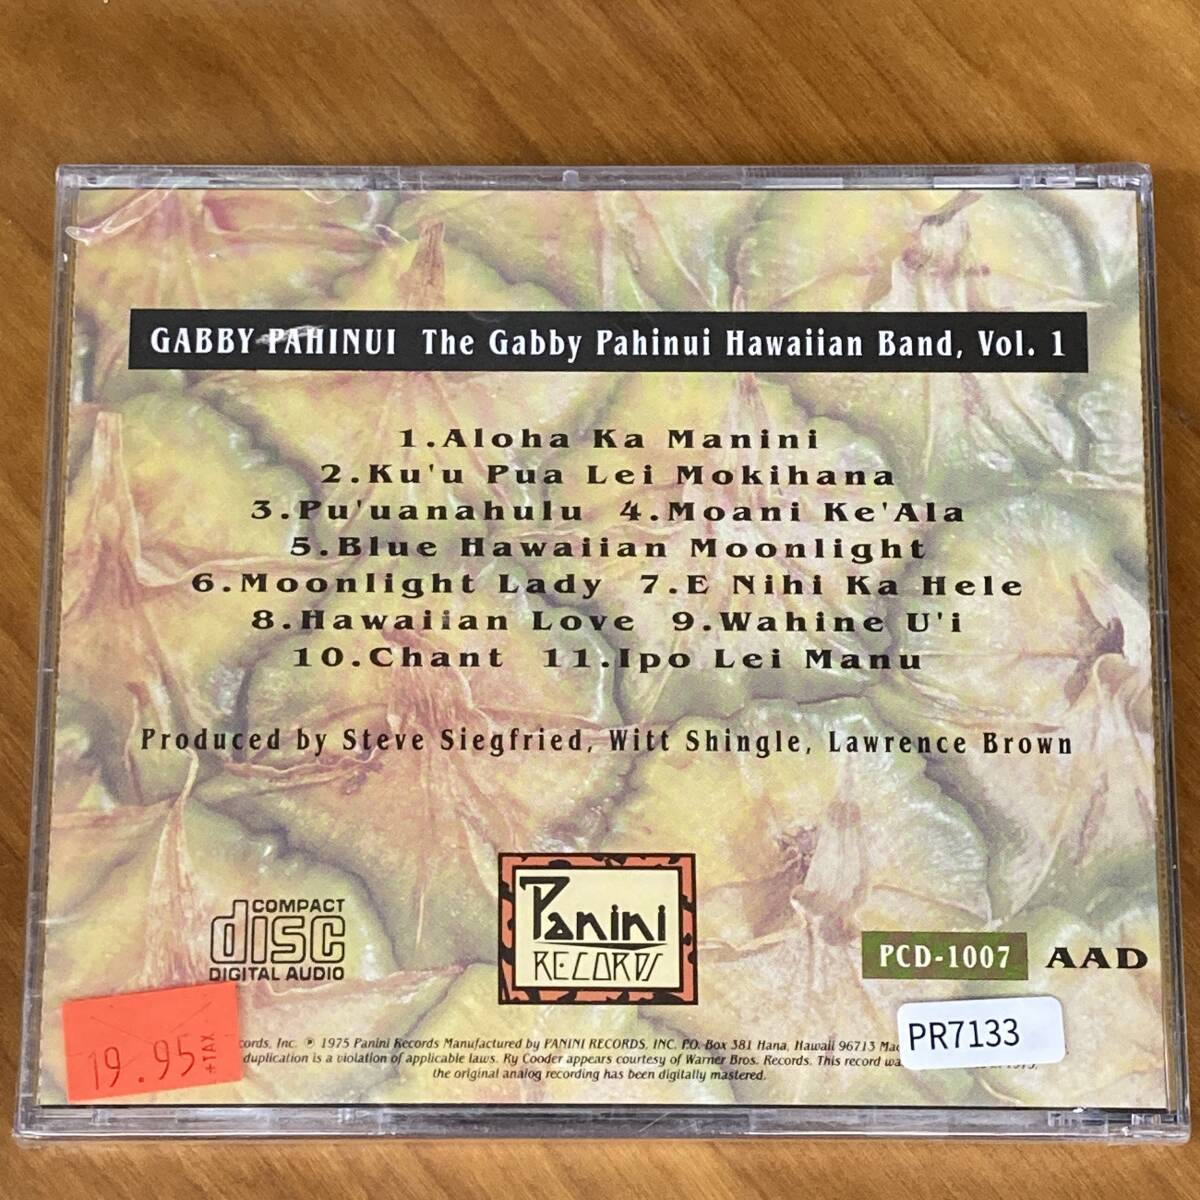 GABBY PAHINUI The Gabby Pahinui Hawaiian Band, Vol. 1
1.Aloha Ka Manini
2.Ku'u Pua Lei Mokihana
3.Pu'uanahulu 4.Moani Ke'Ala
5.Blue Hawaiian Moonlight
6.Moonlight Lady 7.E Nihi Ka Hele
8.Hawaiian Love 9.Wahine U'i
10.Chant 11.Ipo Lei Manu
Produced by Steve Siegfried, Witt Shingle, Lawrence Brown
COMPACT
disc
DIGITAL AUDIO
Panini
RECORDS
PCD-1007 AAD
19.95 +TAX
PR7133
Inc. ℗ 1975 Panini Records Manufactured by PANINI RECORDS, INC. P.O. Box 381 Hana, Hawaii 96713
duplication is a violation of applicable laws. Ry Cooder appears courtesy of Warner Bros. Records. This record
the original analog recording has been digitally mastered.